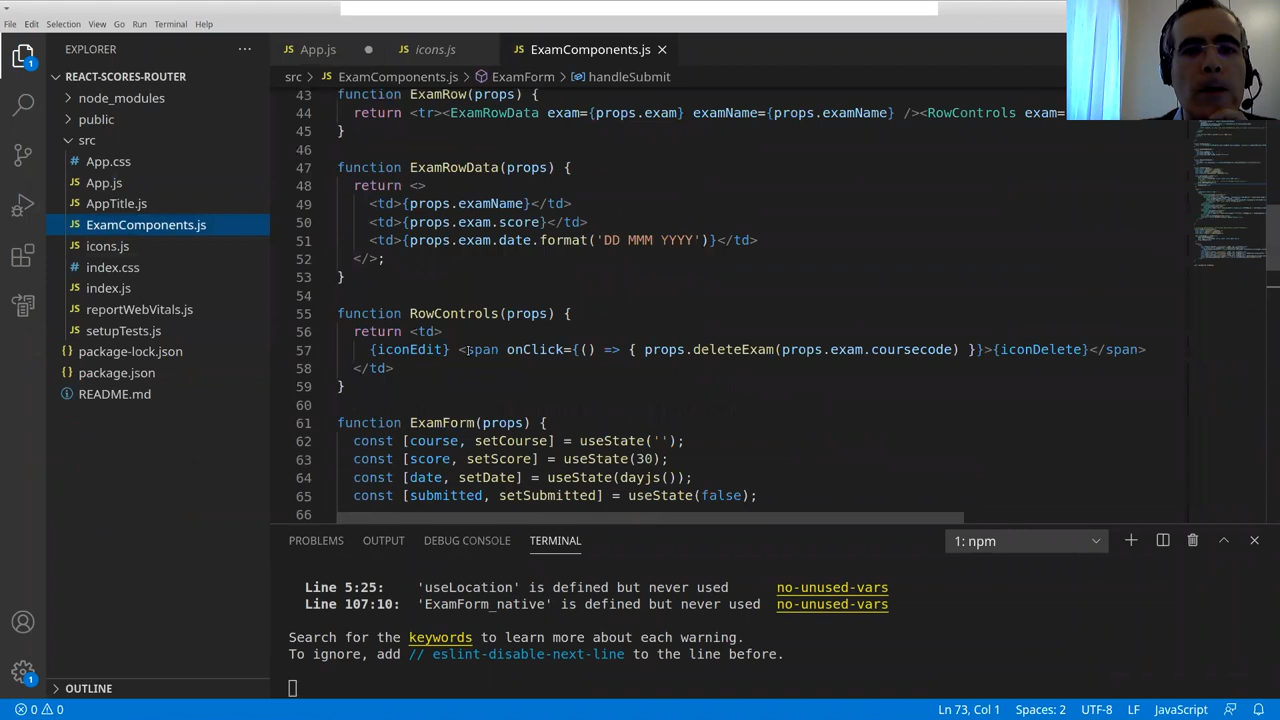 File Edit Selection View Go Run Terminal Help
EXPLORER ···
REACT-SCORES-ROUTER
node_modules
public
src
App.css
JS App.js
JS AppTitle.js
JS ExamComponents.js
JS icons.js
index.css
JS index.js
JS reportWebVitals.js
JS setupTests.js
{} package-lock.json
{} package.json
README.md
OUTLINE
1
1
JS App.js JS icons.js JS ExamComponents.js
src > JS ExamComponents.js > ExamForm > handleSubmit
43 function ExamRow(props) {
44 return <tr><ExamRowData exam={props.exam} examName={props.examName} /><RowControls exam=
45 }
46
47 function ExamRowData(props) {
48 return <>
49 <td>{props.examName}</td>
50 <td>{props.exam.score}</td>
51 <td>{props.exam.date.format('DD MMM YYYY')}</td>
52 </>;
53 }
54
55 function RowControls(props) {
56 return <td>
57 {iconEdit} <span onClick={() => { props.deleteExam(props.exam.coursecode) }}>{iconDelete}</span>
58 </td>
59 }
60
61 function ExamForm(props) {
62 const [course, setCourse] = useState('');
63 const [score, setScore] = useState(30);
64 const [date, setDate] = useState(dayjs());
65 const [submitted, setSubmitted] = useState(false);
66
PROBLEMS OUTPUT DEBUG CONSOLE TERMINAL 1: npm
Line 5:25: 'useLocation' is defined but never used no-unused-vars
Line 107:10: 'ExamForm_native' is defined but never used no-unused-vars
Search for the keywords to learn more about each warning.
To ignore, add // eslint-disable-next-line to the line before.
0 0 Ln 73, Col 1 Spaces: 2 UTF-8 LF JavaScript